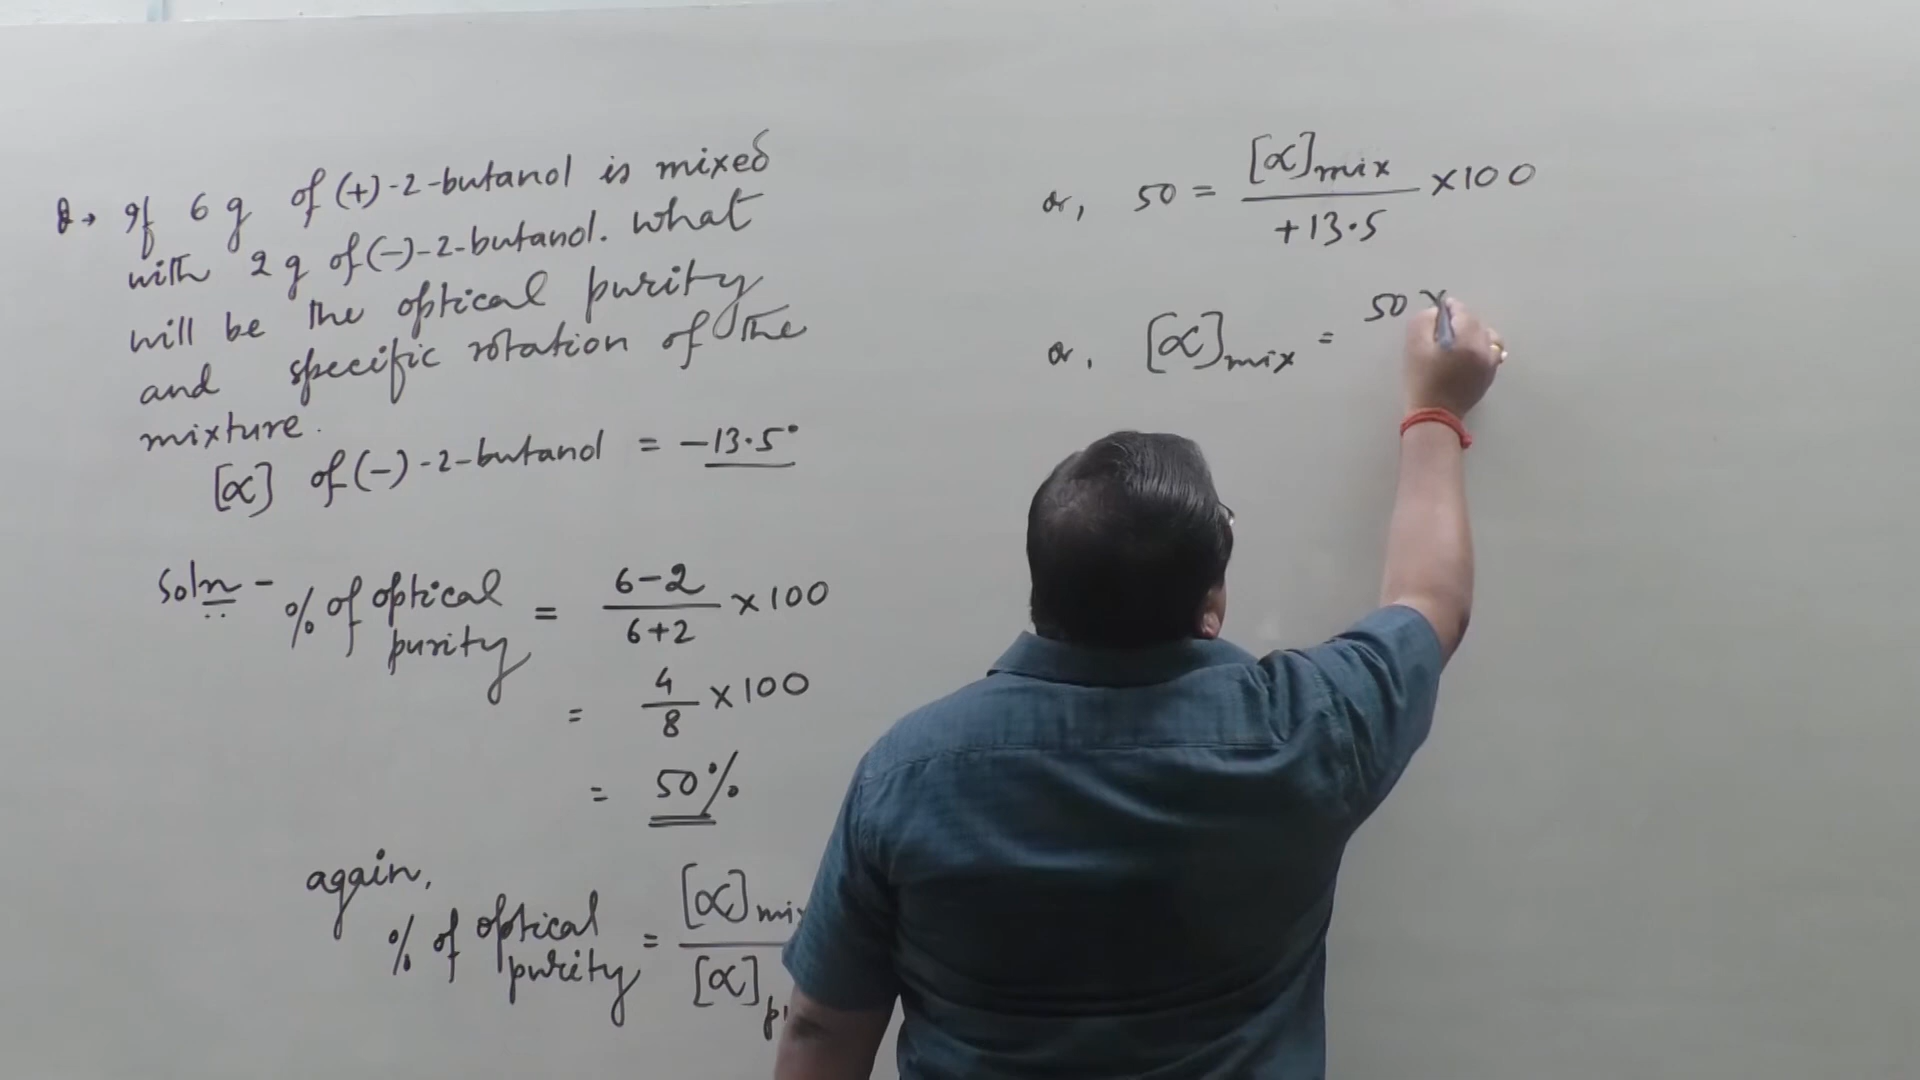 Q→ If 6 g of (+)-2-butanol is mixed
with 2 g of (-)-2-butanol. What
will be the optical purity
and specific rotation of the
mixture.
[α] of (-)-2-butanol = -13.5°
Soln - % of optical purity = 6-2 / 6+2 × 100
= 4/8 × 100
= 50%
again,
% of optical purity = [α]mix / [α]
or, 50 = [α]mix / +13.5 × 100
or, [α]mix = 50 ×